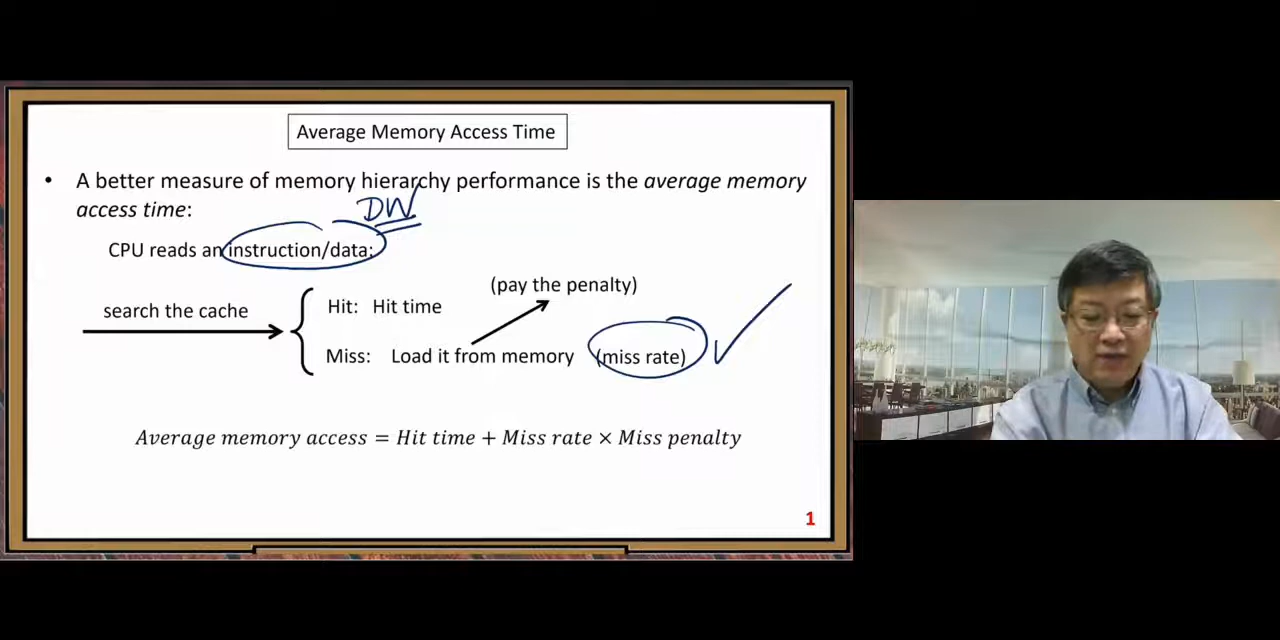 Average Memory Access Time
• A better measure of memory hierarchy performance is the average memory
access time:
DW
CPU reads an instruction/data:
(pay the penalty)
search the cache
Hit: Hit time
Miss: Load it from memory (miss rate)
Average memory access = Hit time + Miss rate × Miss penalty
1